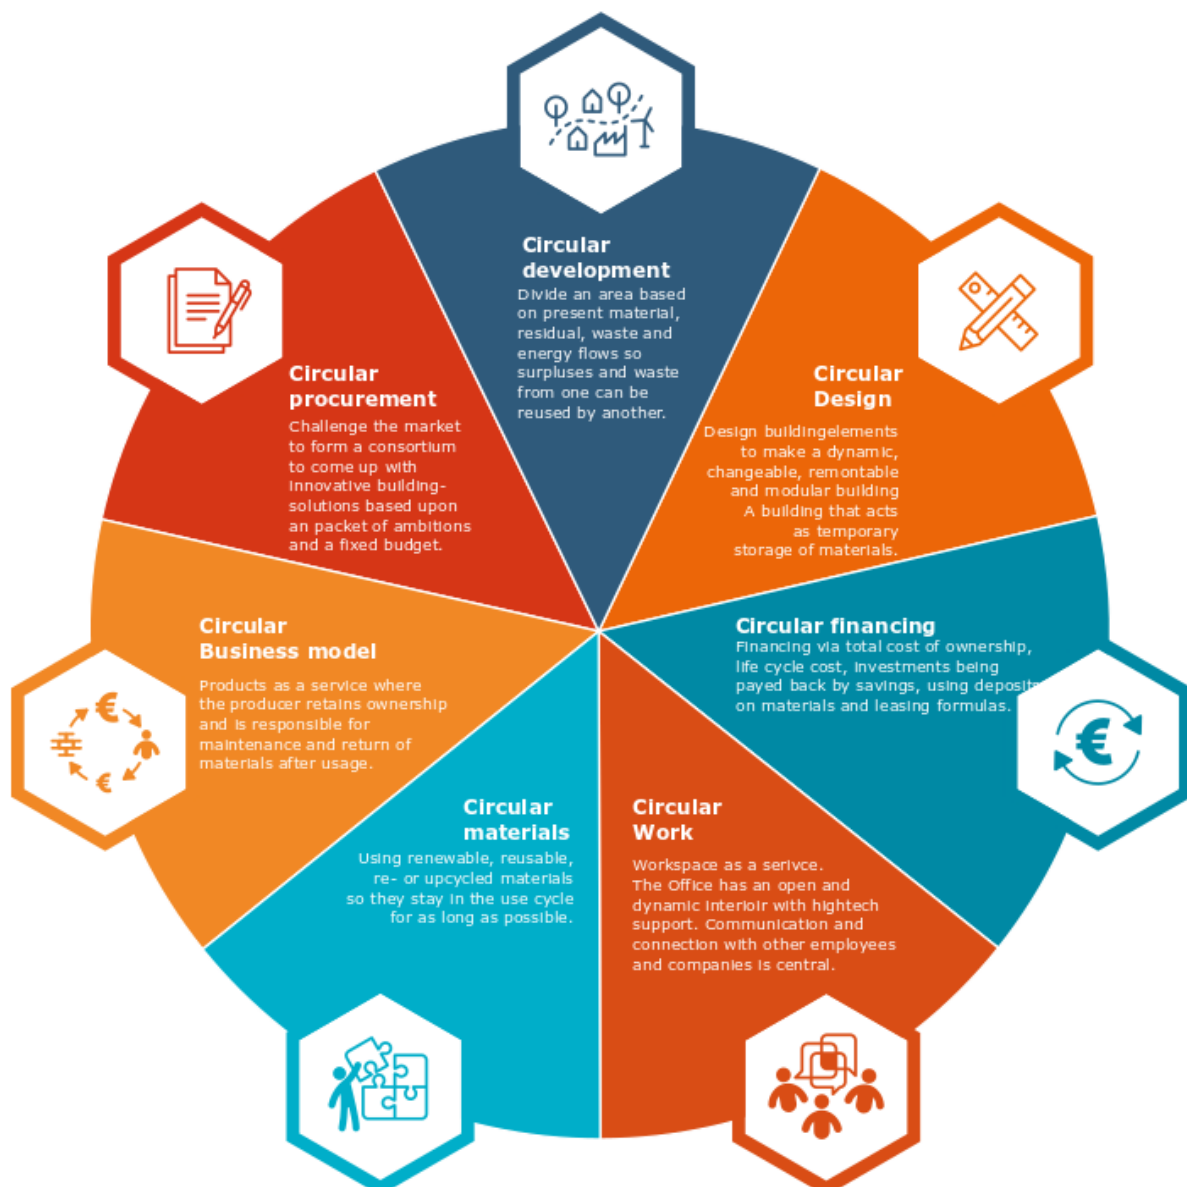 Circular
development
Divide an area based
on present material,
residual, waste and
energy flows so
surpluses and waste
from one can be
reused by another.
Circular
Design
Design buildingelements
to make a dynamic,
changeable, remontable
and modular building
A building that acts
as temporary
storage of materials.
Circular financing
Financing via total cost of ownership,
life cycle cost, investments being
payed back by savings, using deposits
on materials and leasing formulas.
Circular
Work
Workspace as a serivce.
The Office has an open and
dynamic interioir with hightech
support. Communication and
connection with other employees
and companies is central.
Circular
materials
Using renewable, reusable,
re- or upcycled materials
so they stay in the use cycle
for as long as possible.
Circular
Business model
Products as a service where
the producer retains ownership
and is responsible for
maintenance and return of
materials after usage.
Circular
procurement
Challenge the market
to form a consortium
to come up with
innovative building-
solutions based upon
an packet of ambitions
and a fixed budget.
€
€
€